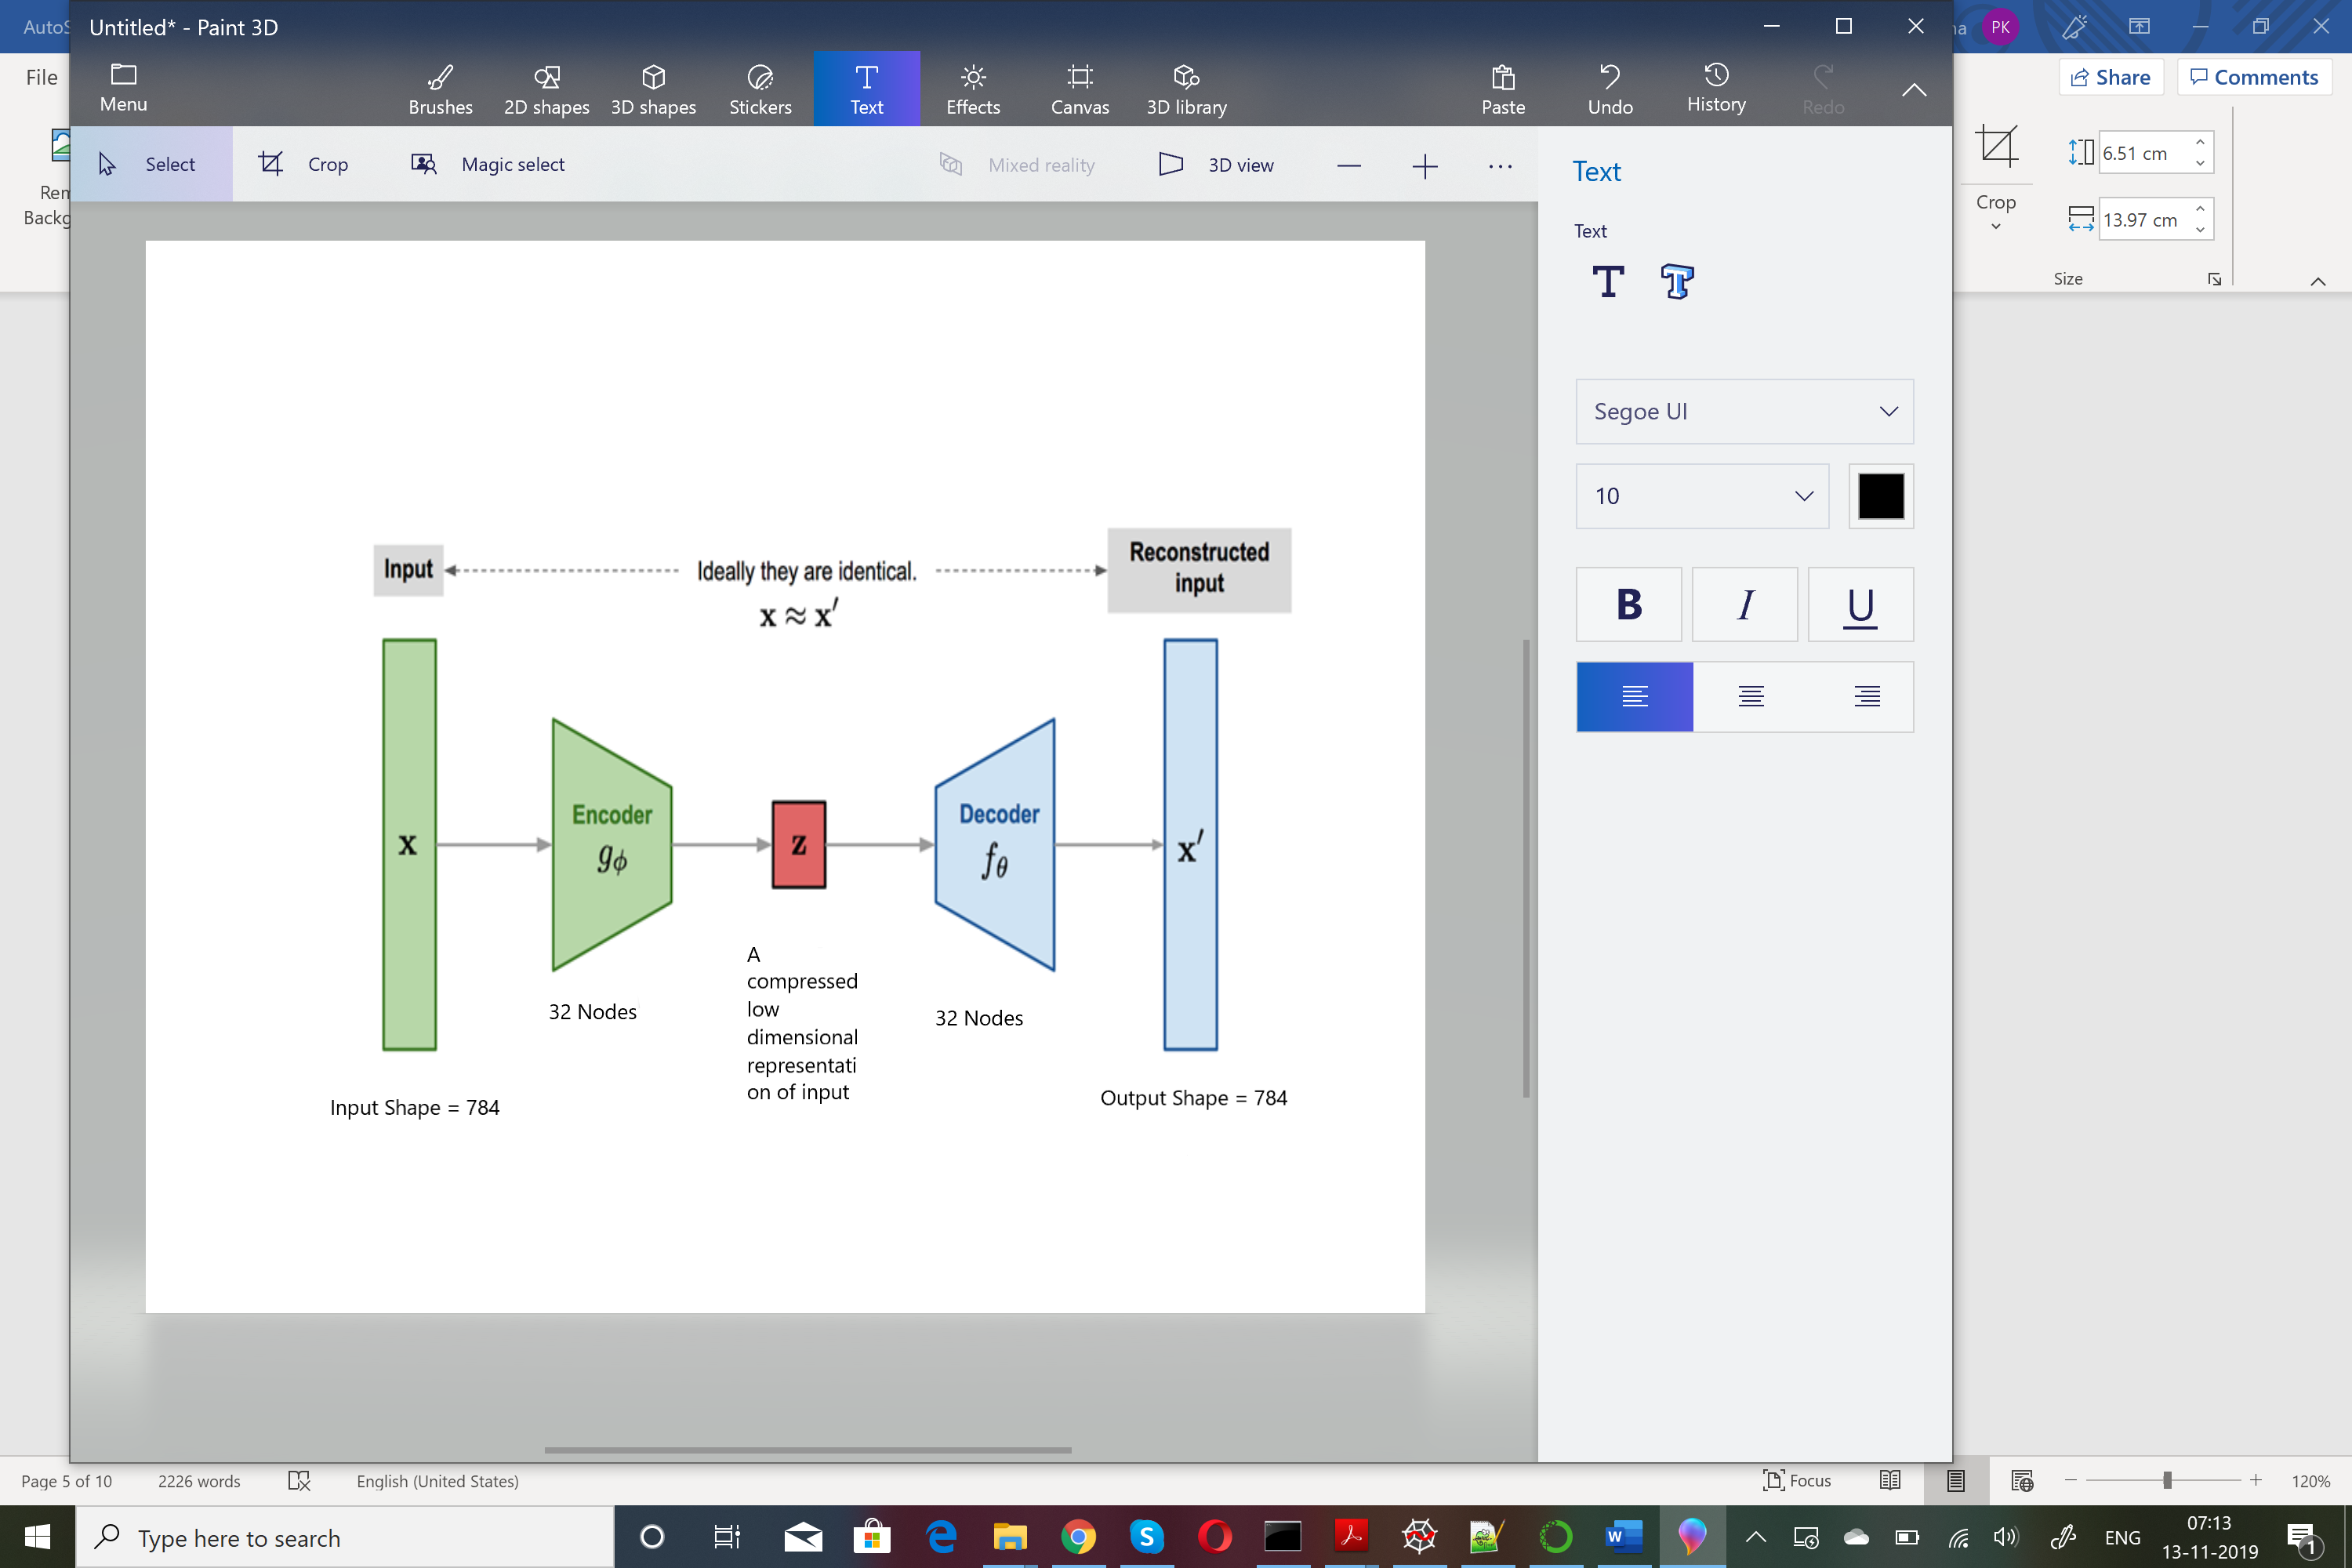 AutoS
Untitled* - Paint 3D
PK
File
Menu
Brushes
2D shapes
3D shapes
Stickers
Text
Effects
Canvas
3D library
Paste
Undo
History
Redo
Share
Comments
Select
Crop
Magic select
Mixed reality
3D view
Text
6.51 cm
Rem
Backg
Crop
13.97 cm
Text
Size
Segoe UI
10
B I U
Input
Ideally they are identical.
x ≈ x′
Reconstructed
input
x
Encoder
gϕ
z
Decoder
fθ
x′
32 Nodes
A
compressed
low
dimensional
representati
on of input
32 Nodes
Input Shape = 784
Output Shape = 784
Page 5 of 10
2226 words
English (United States)
Focus
120%
Type here to search
ENG
07:13
13-11-2019
1